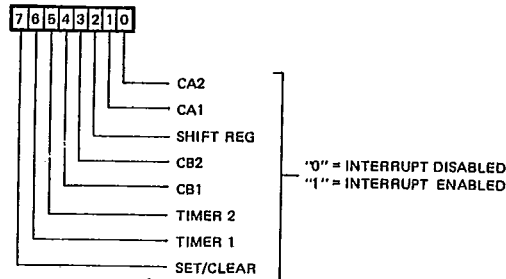 7 6 5 4 3 2 1 0
CA2
CA1
SHIFT REG
CB2
CB1
TIMER 2
TIMER 1
SET/CLEAR
"0" = INTERRUPT DISABLED
"1" = INTERRUPT ENABLED